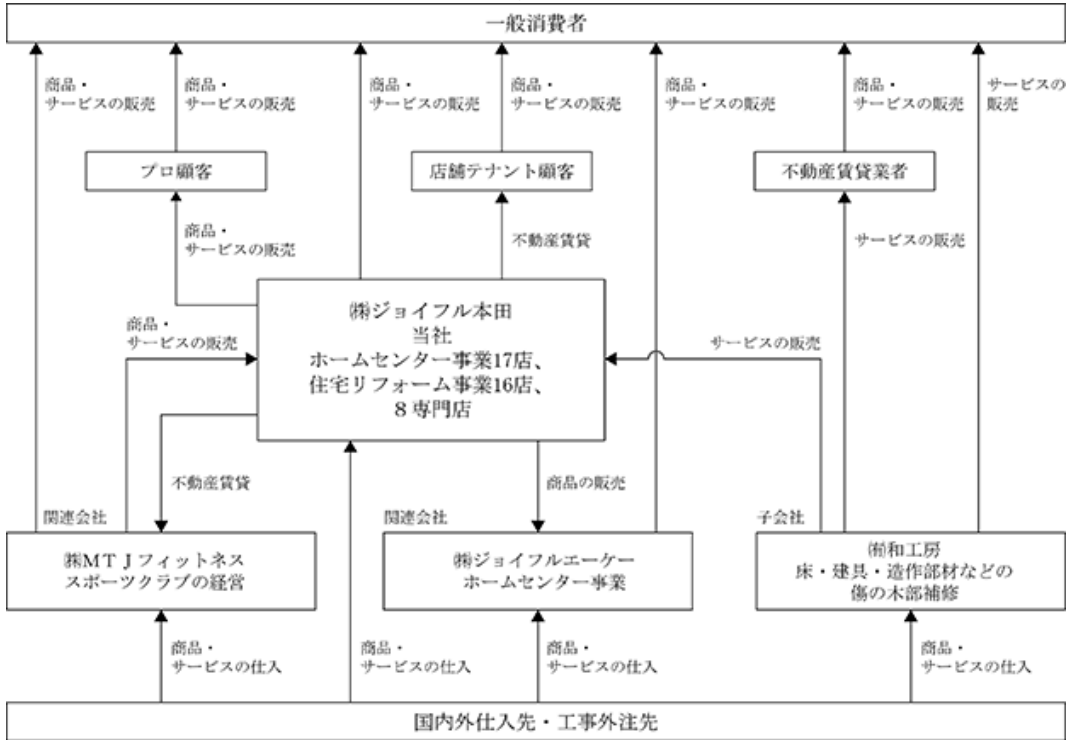 一般消費者
商品・
サービスの販売
商品・
サービスの販売
商品・
サービスの販売
商品・
サービスの販売
商品・
サービスの販売
商品・
サービスの販売
サービスの
販売
プロ顧客
店舗テナント顧客
不動産賃貸業者
商品・
サービスの販売
不動産賃貸
サービスの販売
㈱ジョイフル本田
当社
ホームセンター事業17店、
住宅リフォーム事業16店、
8専門店
商品・
サービスの販売
サービスの販売
不動産賃貸
商品の販売
関連会社
関連会社
子会社
㈱MTJフィットネス
スポーツクラブの経営
㈱ジョイフルエーケー
ホームセンター事業
㈲和工房
床・建具・造作部材などの
傷の木部補修
商品・
サービスの仕入
商品・
サービスの仕入
商品・
サービスの仕入
商品・
サービスの仕入
国内外仕入先・工事外注先